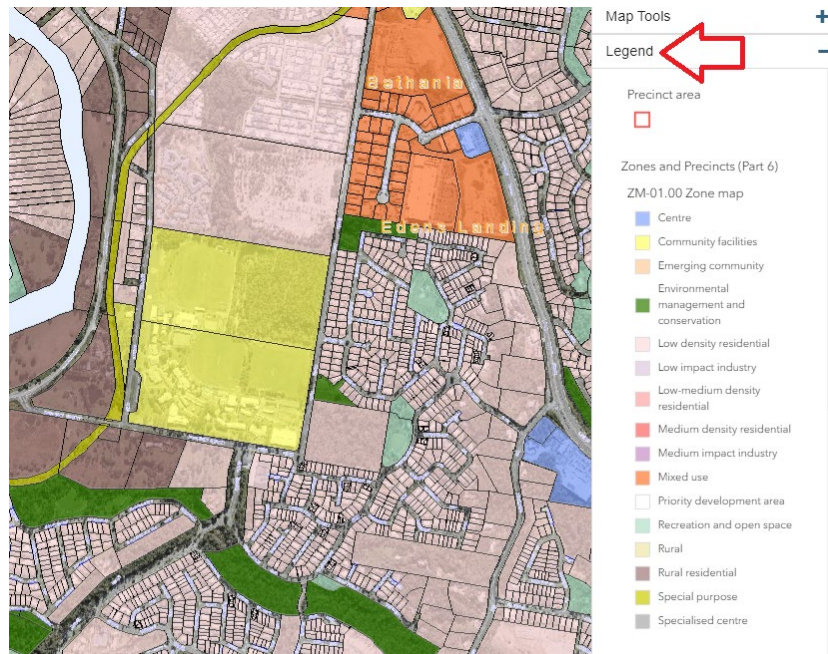 Map Tools
Legend
Bethania
Edens Landing
Precinct area
Zones and Precincts (Part 6)
ZM-01.00 Zone map
Centre
Community facilities
Emerging community
Environmental
management and
conservation
Low density residential
Low impact industry
Low-medium density
residential
Medium density residential
Medium impact industry
Mixed use
Priority development area
Recreation and open space
Rural
Rural residential
Special purpose
Specialised centre